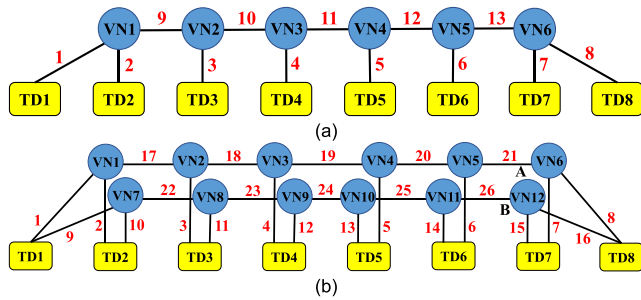 9 10 11 12 13
VN1 VN2 VN3 VN4 VN5 VN6
1 2 3 4 5 6 7 8
TD1 TD2 TD3 TD4 TD5 TD6 TD7 TD8
(a)
VN1 17 VN2 18 VN3 19 VN4 20 VN5 21 VN6
A
VN7 22 VN8 23 VN9 24 VN10 25 VN11 26 VN12
B
1 9 2 10 3 11 4 12 13 5 14 6 15 7 16 8
TD1 TD2 TD3 TD4 TD5 TD6 TD7 TD8
(b)